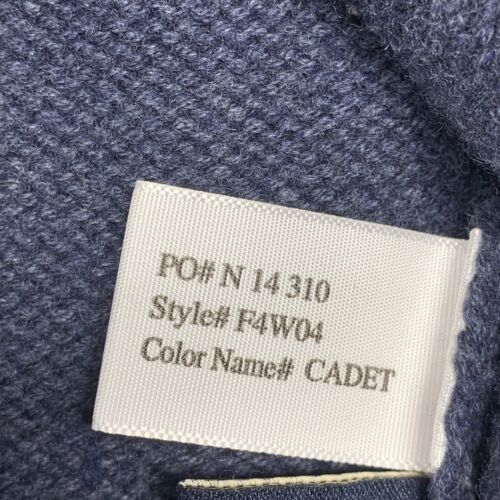 PO# N 14 310
Style# F4W04
Color Name# CADET